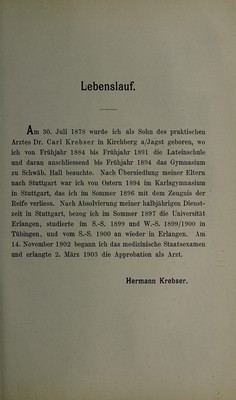 Lebenslauf.
Am 30. Juli 1878 wurde ich als Sohn des praktischen
Arztes Dr. Carl Krebser in Kirchberg a/Jagst geboren, wo
ich von Frühjahr 1884 bis Frühjahr 1891 die Lateinschule
und daran anschliessend bis Frühjahr 1894 das Gymnasium
zu Schwäb. Hall besuchte. Nach Übersiedlung meiner Eltern
nach Stuttgart war ich von Ostern 1894 im Karlsgymnasium
in Stuttgart, das ich im Sommer 1896 mit dem Zeugnis der
Reife verliess. Nach Absolvierung meiner halbjährigen Dienst-
zeit in Stuttgart, bezog ich im Sommer 1897 die Universität
Erlangen, studierte im S.-S. 1899 und W.-S. 1899/1900 in
Tübingen, und vom S.-S. 1900 an wieder in Erlangen. Am
14. November 1902 begann ich das medizinische Staatsexamen
und erlangte 2. März 1903 die Approbation als Arzt.
Hermann Krebser.